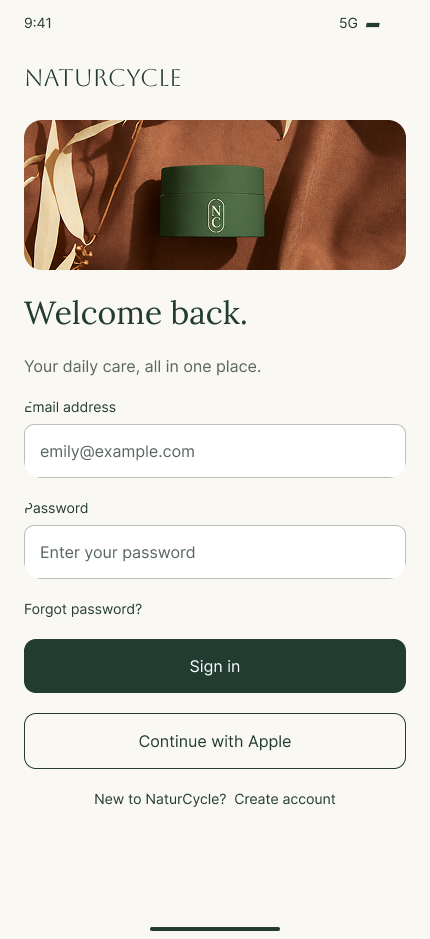 9:41 5G
NATURCYCLE
N
C
Welcome back.
Your daily care, all in one place.
Email address
emily@example.com
Password
Enter your password
Forgot password?
Sign in
Continue with Apple
New to NaturCycle? Create account